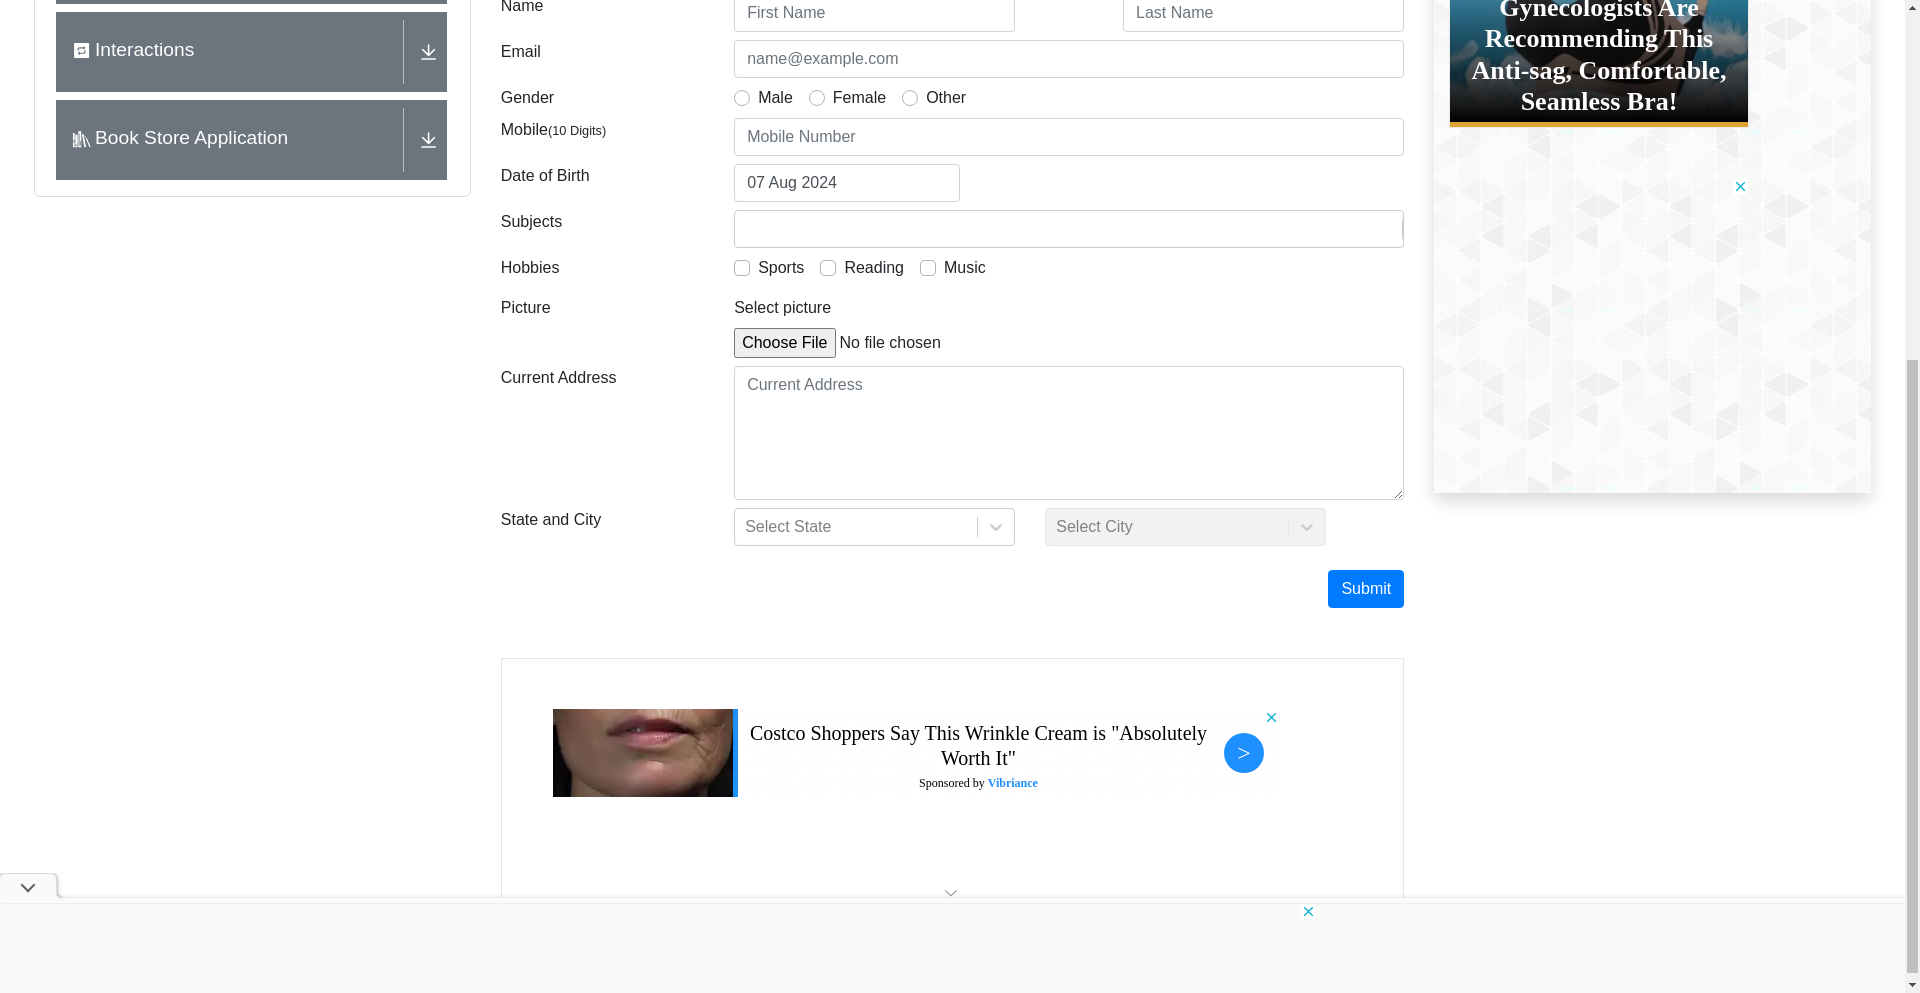 Interactions
Book Store Application
Name
First Name
Last Name
Email
name@example.com
Gender
Male
Female
Other
Mobile(10 Digits)
Mobile Number
Date of Birth
07 Aug 2024
Subjects
Hobbies
Sports
Reading
Music
Picture
Select picture
Choose File No file chosen
Current Address
Current Address
State and City
Select State
Select City
Submit
Gynecologists Are
Recommending This
Anti-sag, Comfortable,
Seamless Bra!
Costco Shoppers Say This Wrinkle Cream is "Absolutely
Worth It"
Sponsored by Vibriance
>